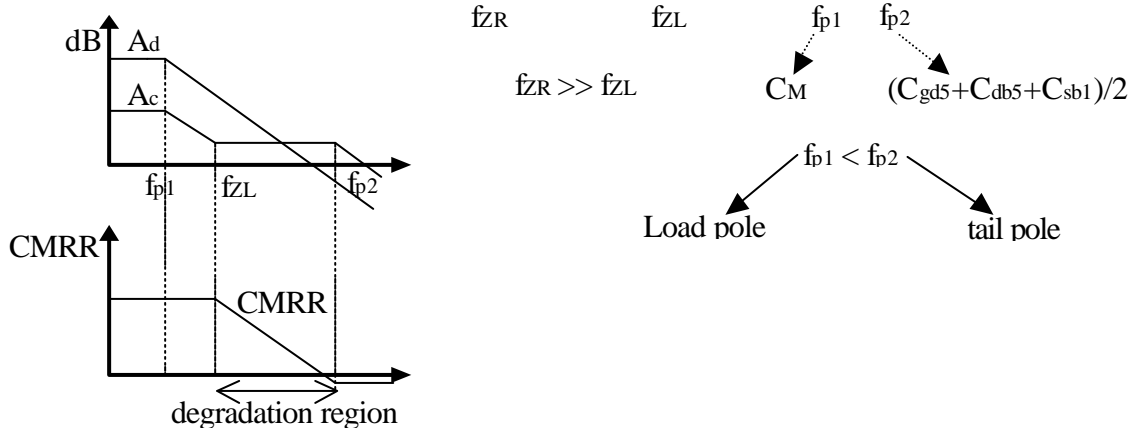 dB
Ad
Ac
fp1
fZL
fp2
CMRR
CMRR
degradation region
fZR fZL fp1 fp2
fZR >> fZL CM (Cgd5+Cdb5+Csb1)/2
fp1 < fp2
Load pole tail pole